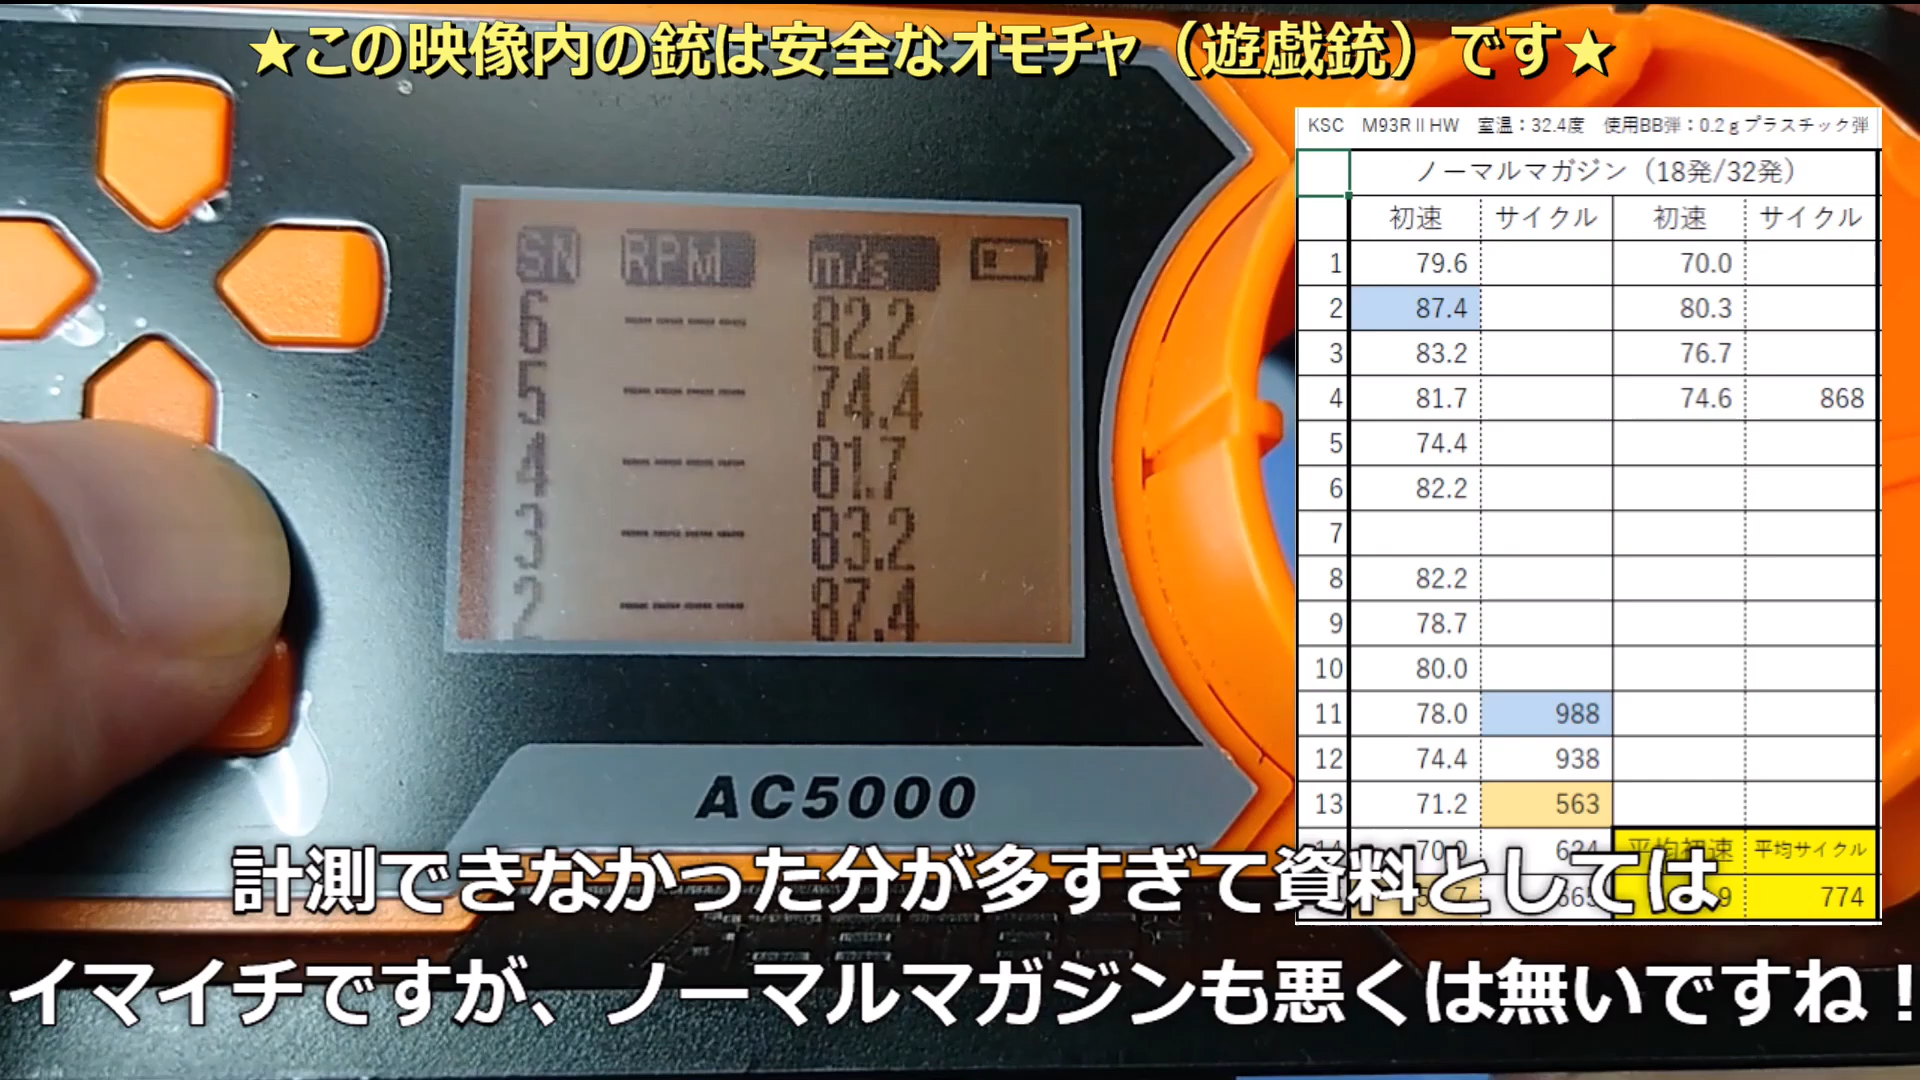 ★この映像内の銃は安全なオモチャ（遊戯銃）です★
KSC M93RⅡHW 室温：32.4度 使用BB弾：0.2gプラスチック弾
ノーマルマガジン（18発/32発）
初速 サイクル 初速 サイクル
1 79.6 70.0
2 87.4 80.3
3 83.2 76.7
4 81.7 74.6 868
5 74.4
6 82.2
7
8 82.2
9 78.7
10 80.0
11 78.0 988
12 74.4 938
13 71.2 563
平均初速 平均サイクル
774
SN RPM m/s
6 ---- 82.2
5 ---- 74.4
4 ---- 81.7
3 ---- 83.2
2 ---- 87.4
AC5000
計測できなかった分が多すぎて資料としては
イマイチですが、ノーマルマガジンも悪くは無いですね！